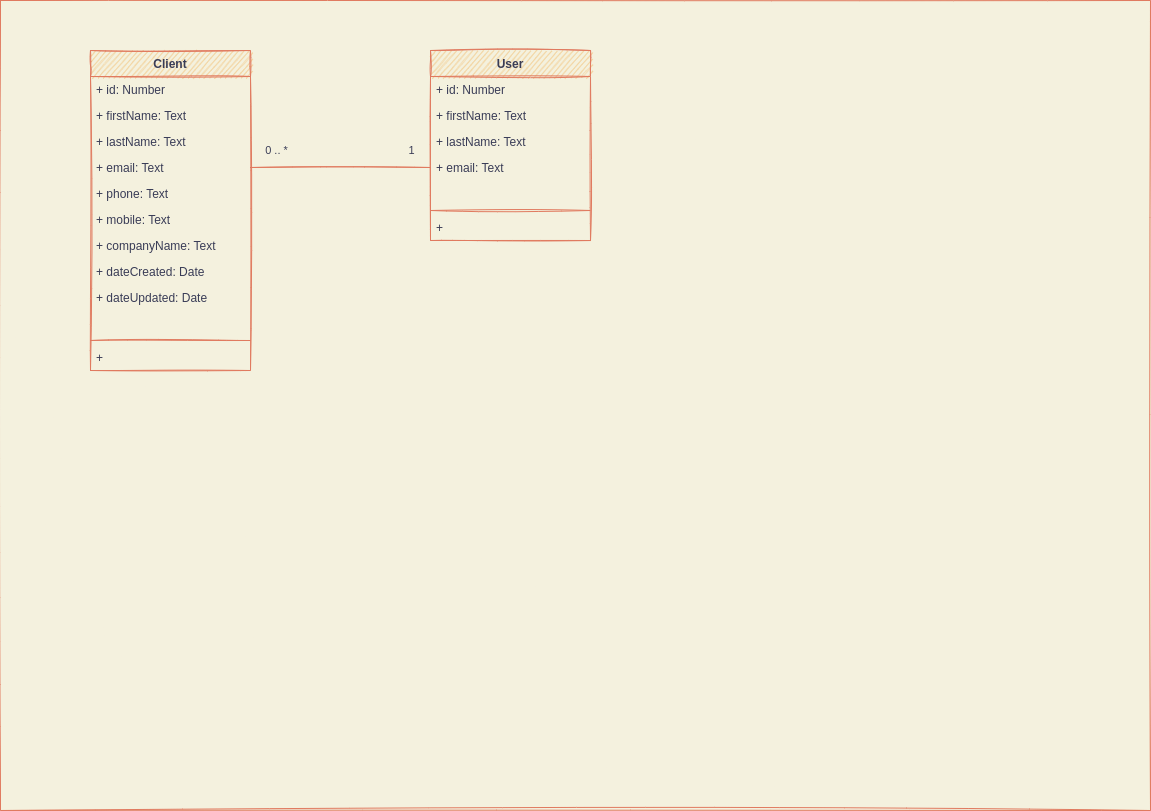 Client
+ id: Number
+ firstName: Text
+ lastName: Text
+ email: Text
+ phone: Text
+ mobile: Text
+ companyName: Text
+ dateCreated: Date
+ dateUpdated: Date
+
0 .. *
1
User
+ id: Number
+ firstName: Text
+ lastName: Text
+ email: Text
+